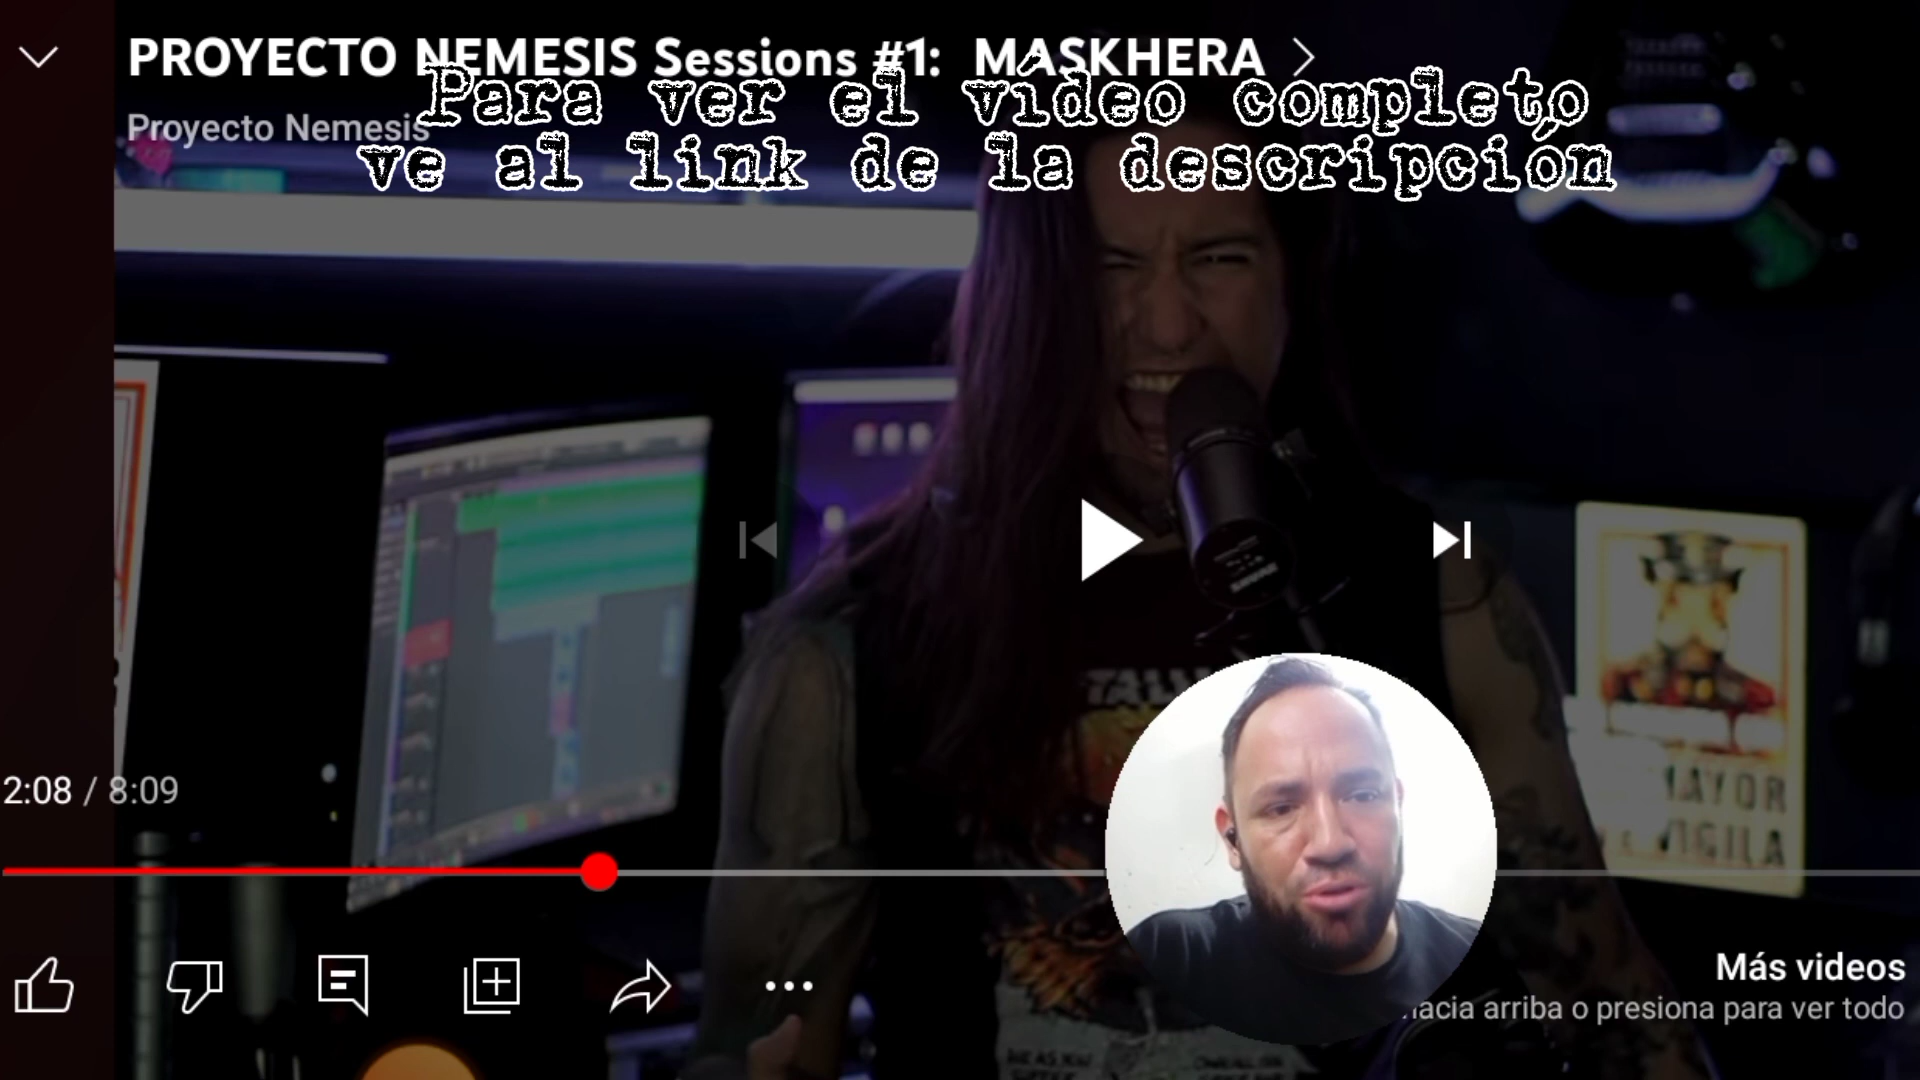 PROYECTO NEMESIS Sessions #1: MASKHERA
Para ver el vídeo completo
Proyecto Nemesis
ve al link de la descripción
2:08 / 8:09
MAYOR
VIGILA
Más videos
hacia arriba o presiona para ver todo